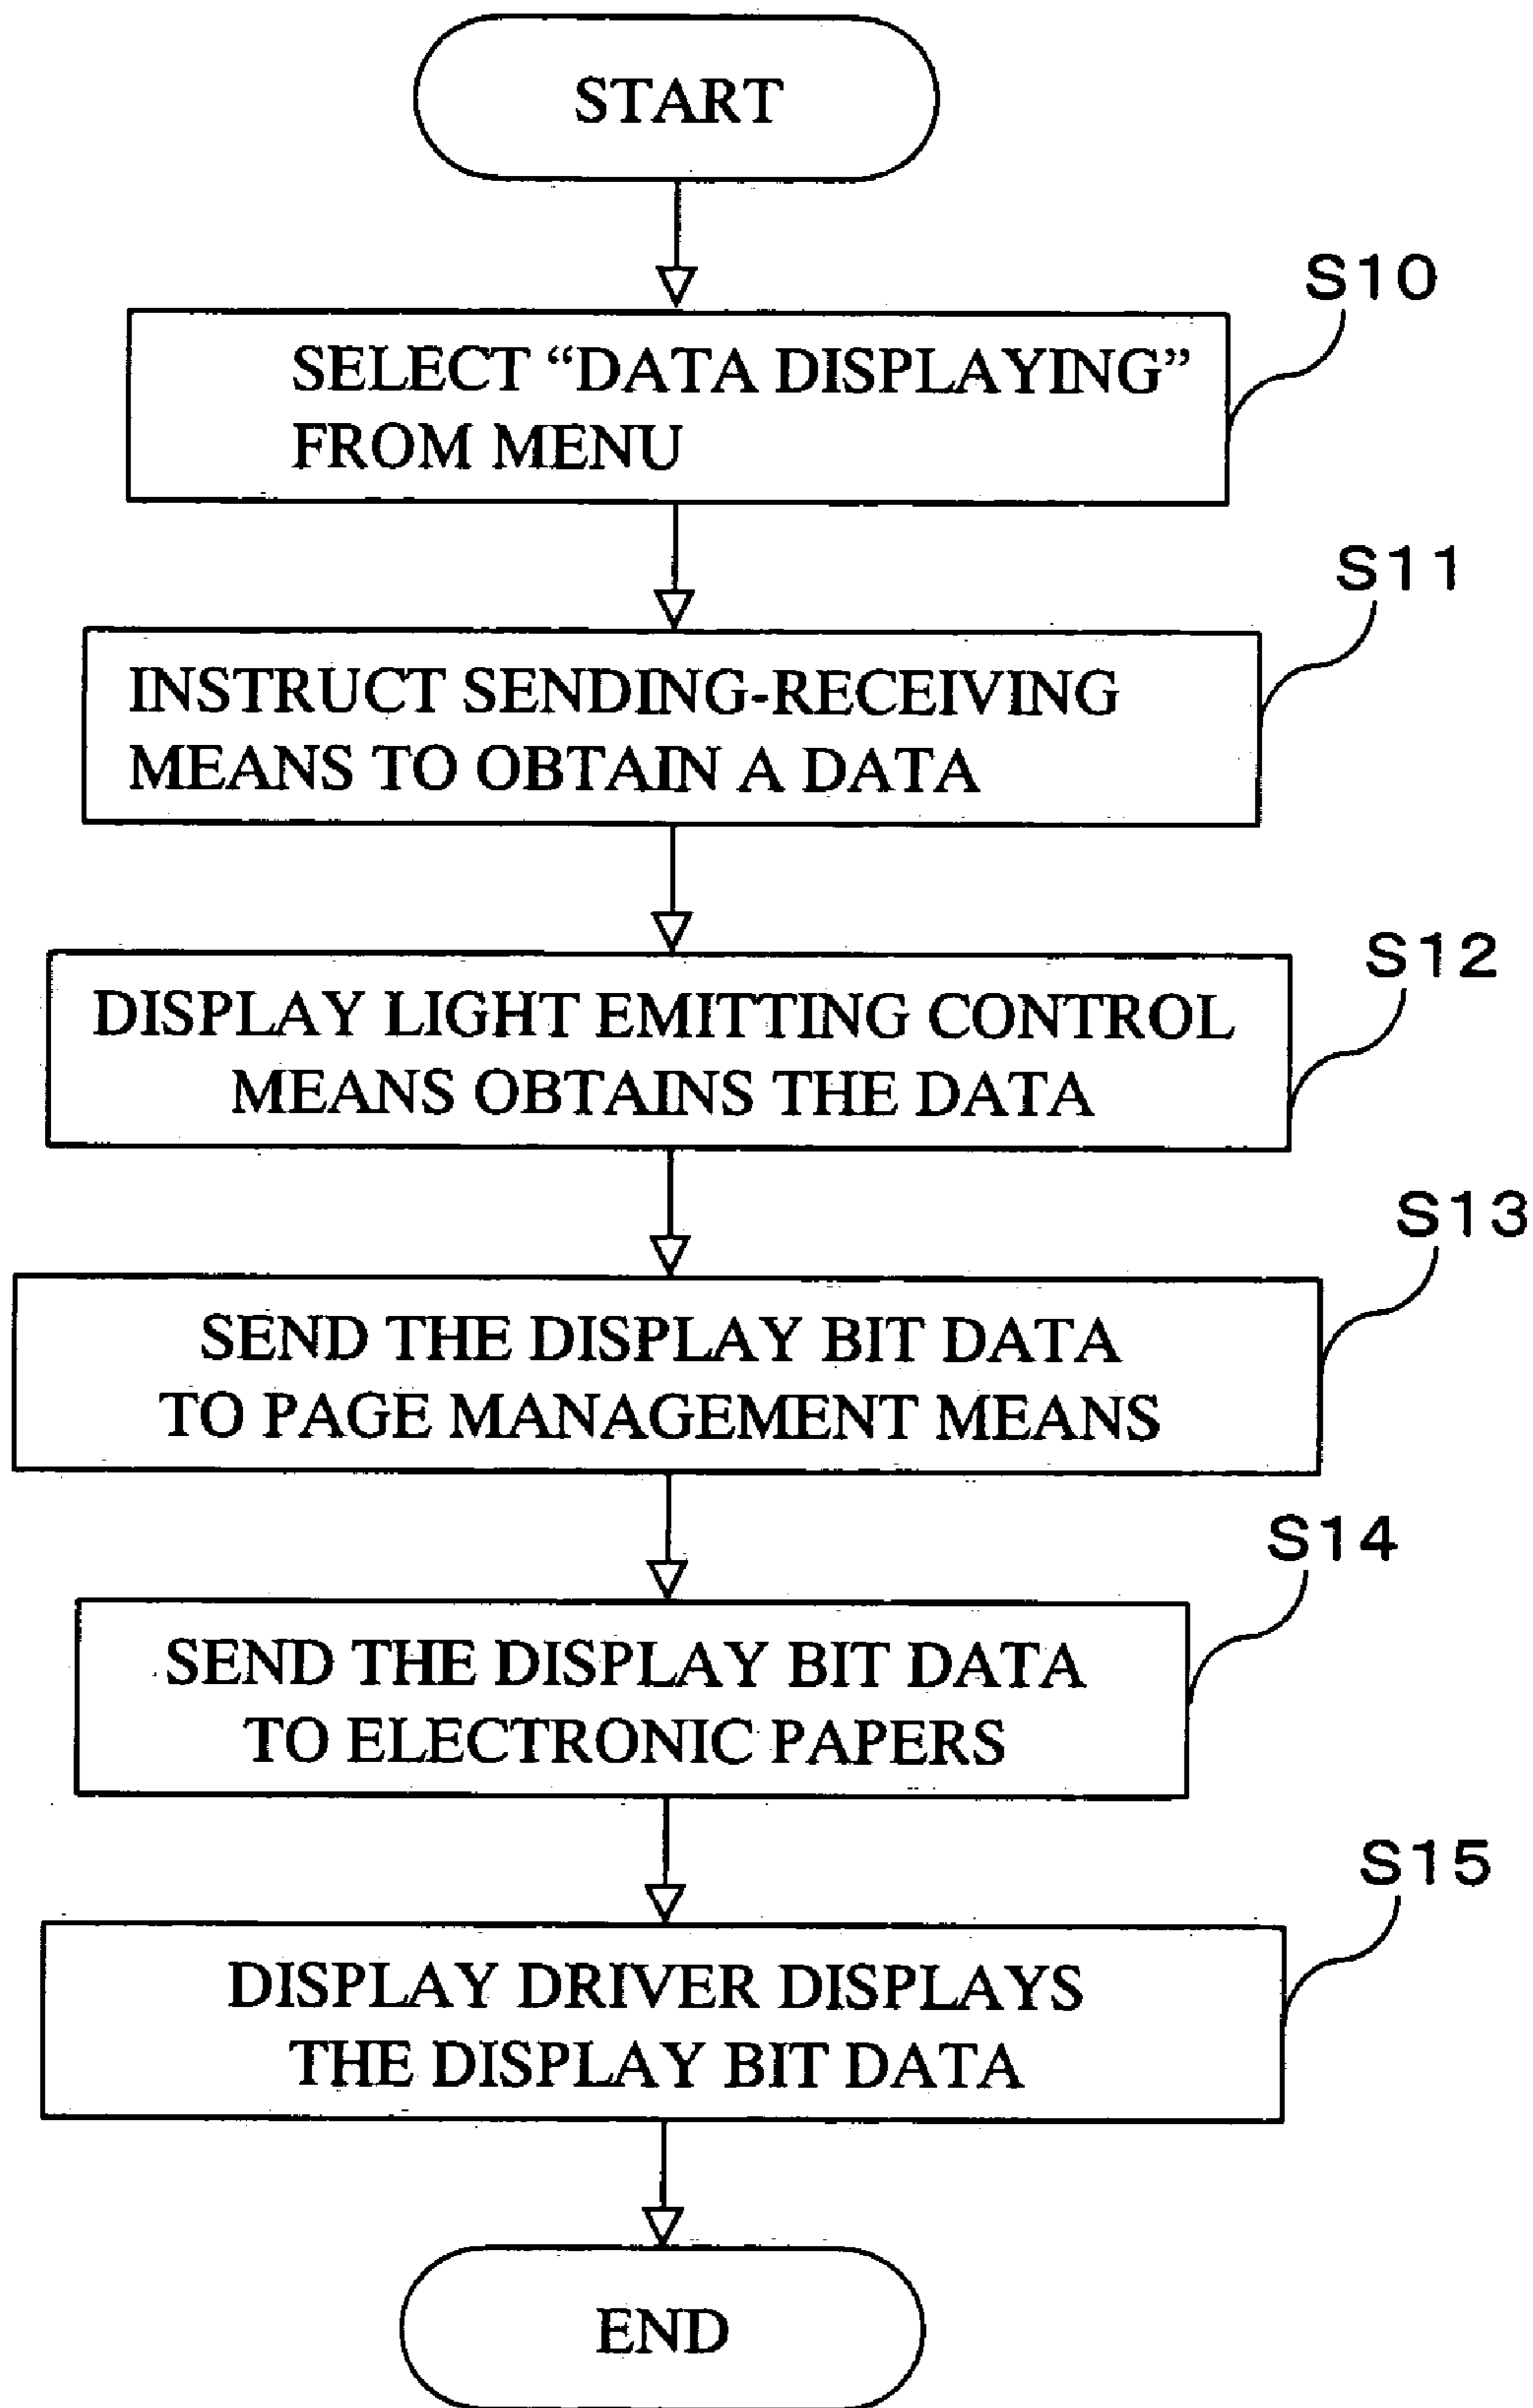 START
S10
SELECT “DATA DISPLAYING”
FROM MENU
S11
INSTRUCT SENDING-RECEIVING
MEANS TO OBTAIN A DATA
S12
DISPLAY LIGHT EMITTING CONTROL
MEANS OBTAINS THE DATA
S13
SEND THE DISPLAY BIT DATA
TO PAGE MANAGEMENT MEANS
S14
SEND THE DISPLAY BIT DATA
TO ELECTRONIC PAPERS
S15
DISPLAY DRIVER DISPLAYS
THE DISPLAY BIT DATA
END